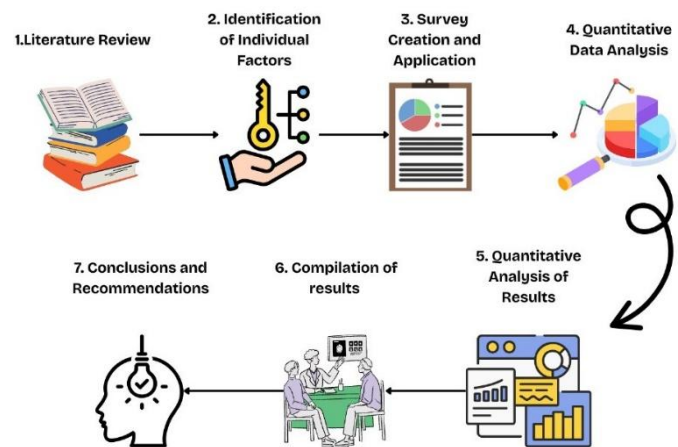 1.Literature Review
2. Identification
of Individual
Factors
3. Survey
Creation and
Application
4. Quantitative
Data Analysis
5. Quantitative
Analysis of
Results
6. Compilation of
results
7. Conclusions and
Recommendations